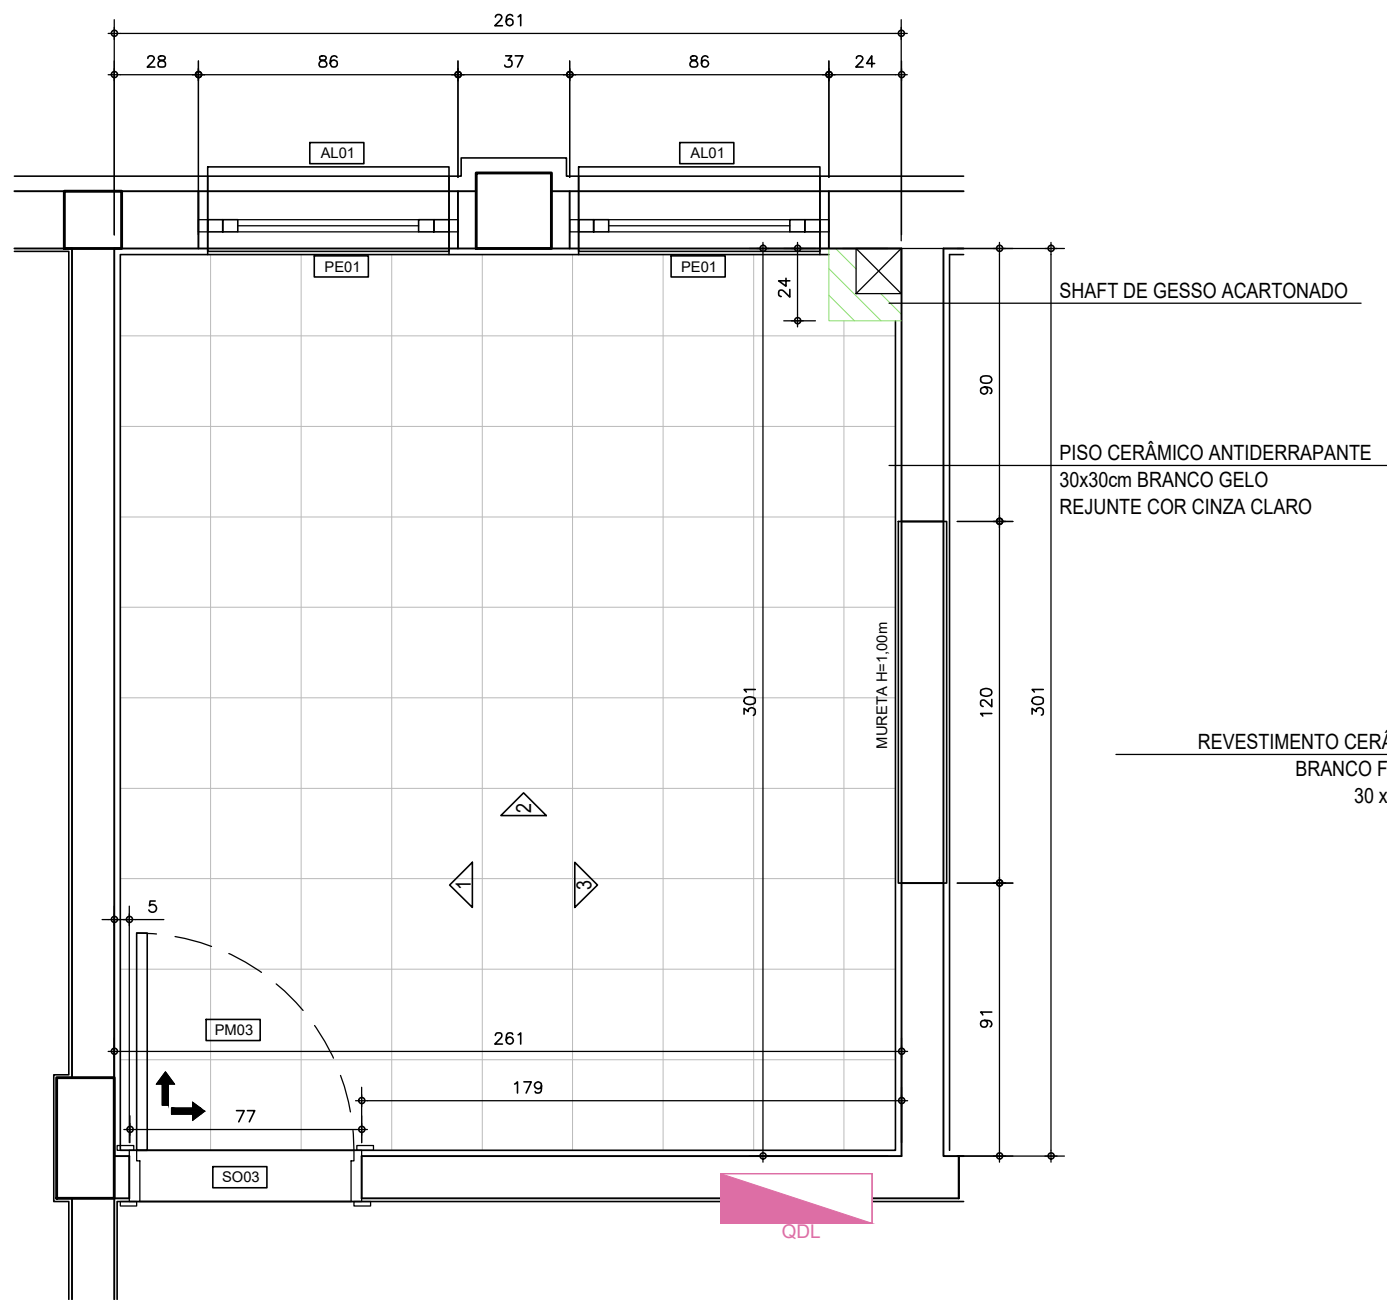 261
28
86
37
86
24
AL01
AL01
PE01
PE01
24
SHAFT DE GESSO ACARTONADO
90
PISO CERÂMICO ANTIDERRAPANTE
30x30cm BRANCO GELO
REJUNTE COR CINZA CLARO
MURETA H=1,00m
301
120
301
REVESTIMENTO
BRANCO
30 x
2
1
3
5
91
PM03
261
179
77
SO03
QDL